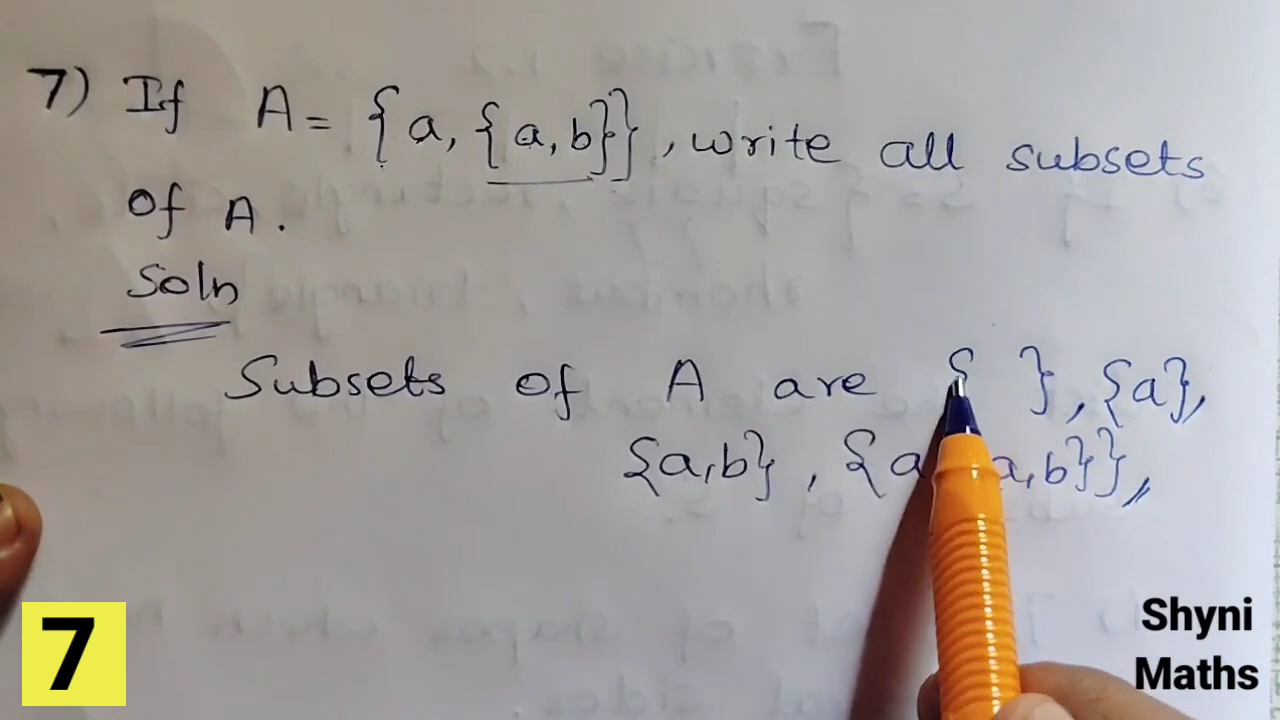 7) If A = {a, {a, b}}, write all subsets
of A.
Soln
Subsets of A are { }, {a},
{a,b}, {a a,b}},
7
Shyni
Maths